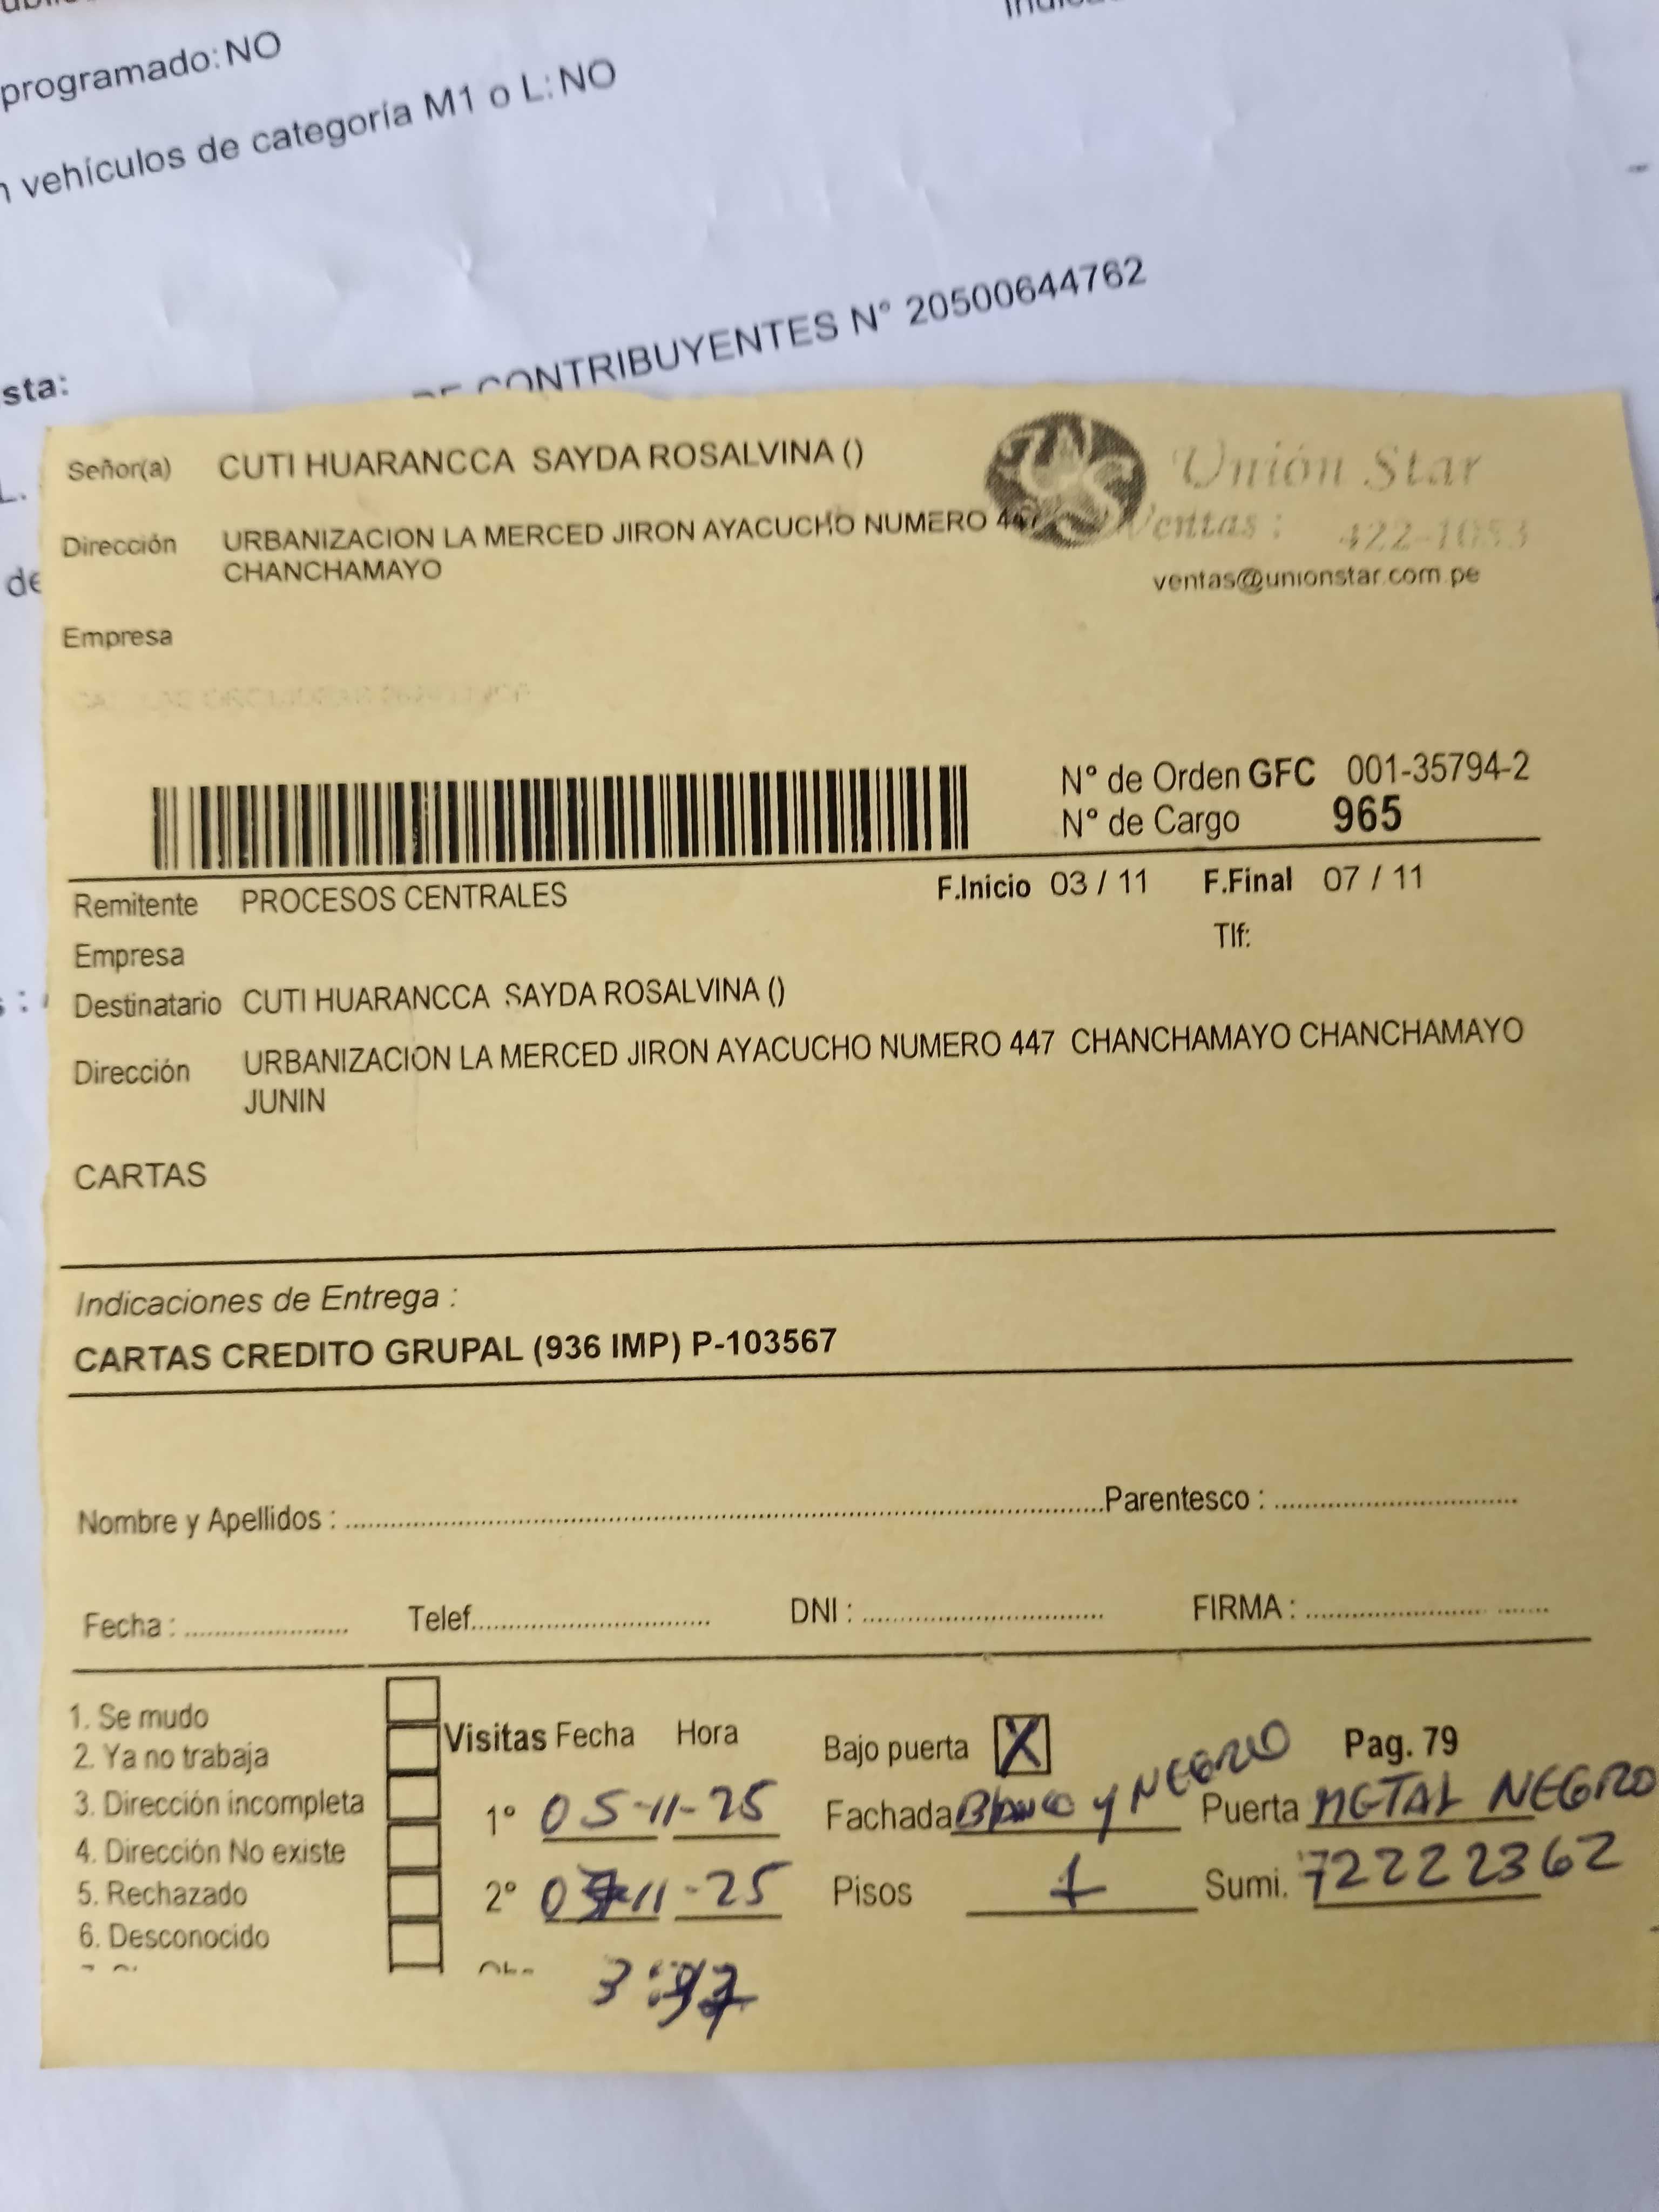 programado: NO
vehículos de categoría M1 o L: NO
CONTRIBUYENTES N° 20500644762
sta:
L.
de
Señor(a) CUTI HUARANCCA SAYDA ROSALVINA ()
Unión Star
Dirección URBANIZACION LA MERCED JIRON AYACUCHO NUMERO 447
CHANCHAMAYO
Ventas : 422-1053
ventas@unionstar.com.pe
Empresa
N° de Orden GFC 001-35794-2
N° de Cargo 965
Remitente PROCESOS CENTRALES F.Inicio 03 / 11 F.Final 07 / 11
Empresa Tlf:
Destinatario CUTI HUARANCCA SAYDA ROSALVINA ()
Dirección URBANIZACION LA MERCED JIRON AYACUCHO NUMERO 447 CHANCHAMAYO CHANCHAMAYO
JUNIN
CARTAS
Indicaciones de Entrega :
CARTAS CREDITO GRUPAL (936 IMP) P-103567
Nombre y Apellidos : Parentesco :
Fecha : Telef. DNI : FIRMA :
1. Se mudo
2. Ya no trabaja
3. Dirección incompleta
4. Dirección No existe
5. Rechazado
6. Desconocido
Visitas Fecha Hora
1° 05-11-25
2° 11-25
Bajo puerta X Pag. 79
Fachada Blanco y NEGRO Puerta METAL NEGRO
Pisos 1 Sumi. 72222362